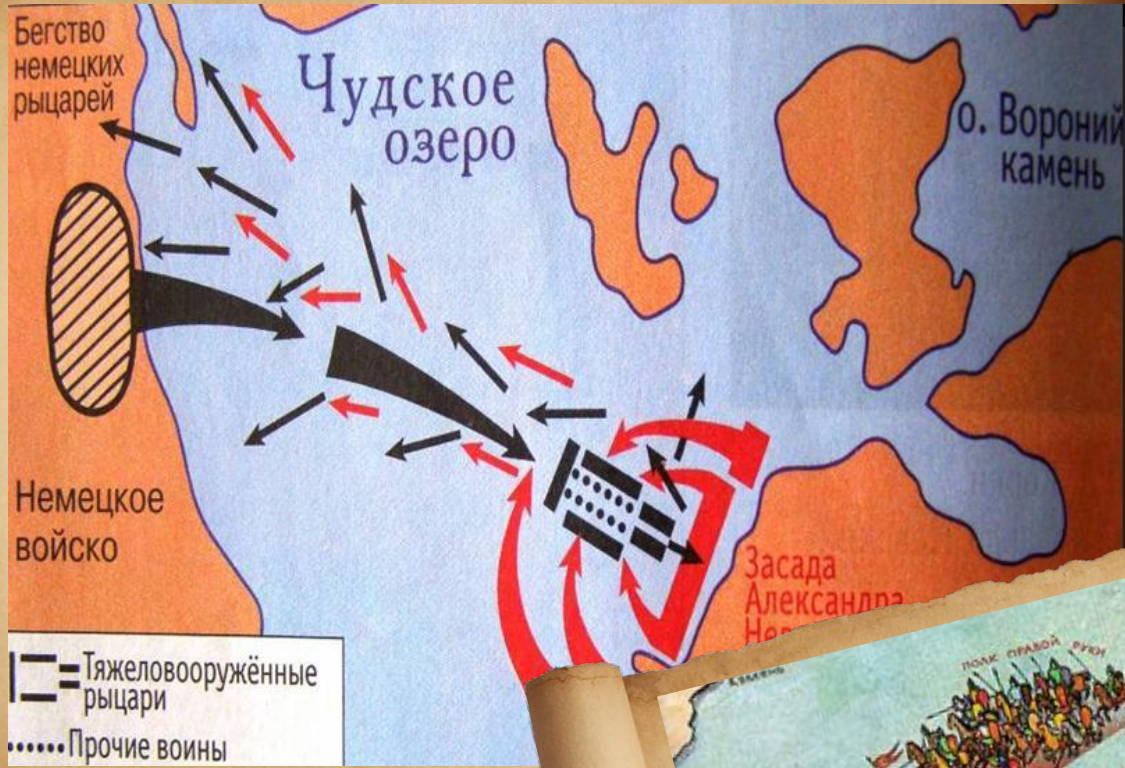 Бегство
немецких
рыцарей
Чудское
озеро
о. Вороний
камень
Немецкое
войско
Засада
Александра
Тяжеловооружённые
рыцари
Прочие воины
ПОЛК ПРАВОЙ РУКИ